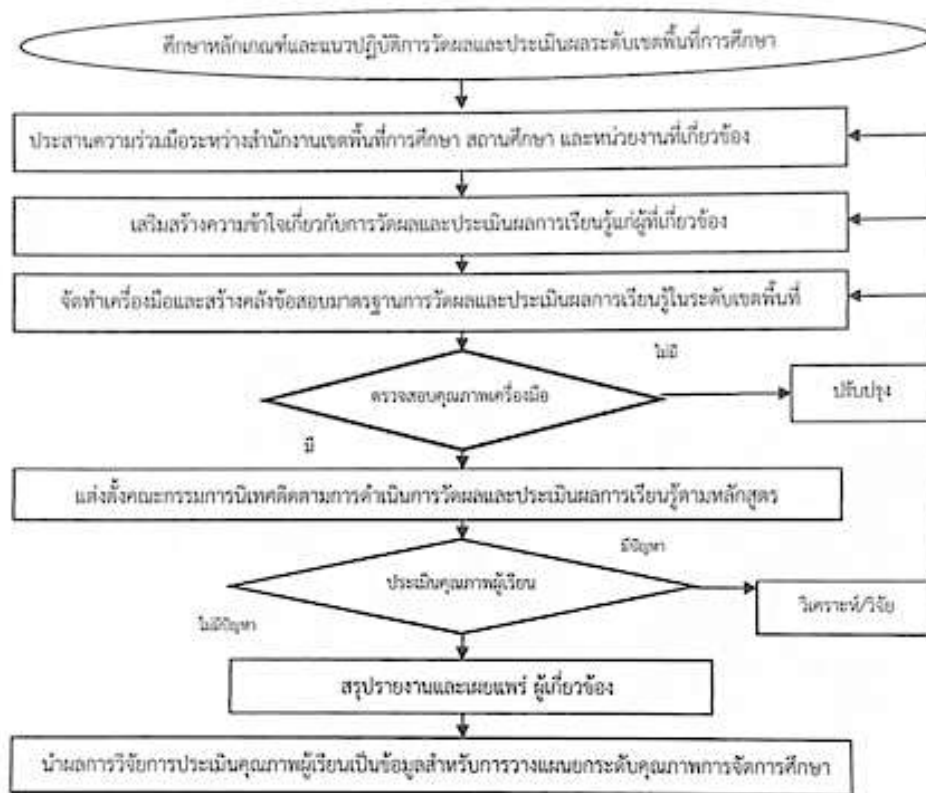 ศึกษาหลักเกณฑ์และแนวปฏิบัติการวัดผลและประเมินผลระดับเขตพื้นที่การศึกษา
ประสานความร่วมมือระหว่างสำนักงานเขตพื้นที่การศึกษา สถานศึกษา และหน่วยงานที่เกี่ยวข้อง
เสริมสร้างความเข้าใจเกี่ยวกับการวัดผลและประเมินผลการเรียนรู้แก่ผู้ที่เกี่ยวข้อง
จัดทำเครื่องมือและสร้างคลังข้อสอบมาตรฐานการวัดผลและประเมินผลการเรียนรู้ในระดับเขตพื้นที่
ไม่มี
ตรวจสอบคุณภาพเครื่องมือ
ปรับปรุง
มี
แต่งตั้งคณะกรรมการนิเทศติดตามการดำเนินการวัดผลและประเมินผลการเรียนรู้ตามหลักสูตร
มีปัญหา
ประเมินคุณภาพผู้เรียน
วิเคราะห์/วิจัย
ไม่มีปัญหา
สรุปรายงานและเผยแพร่ ผู้เกี่ยวข้อง
นำผลการวิจัยการประเมินคุณภาพผู้เรียนเป็นข้อมูลสำหรับการวางแผนยกระดับคุณภาพการจัดการศึกษา